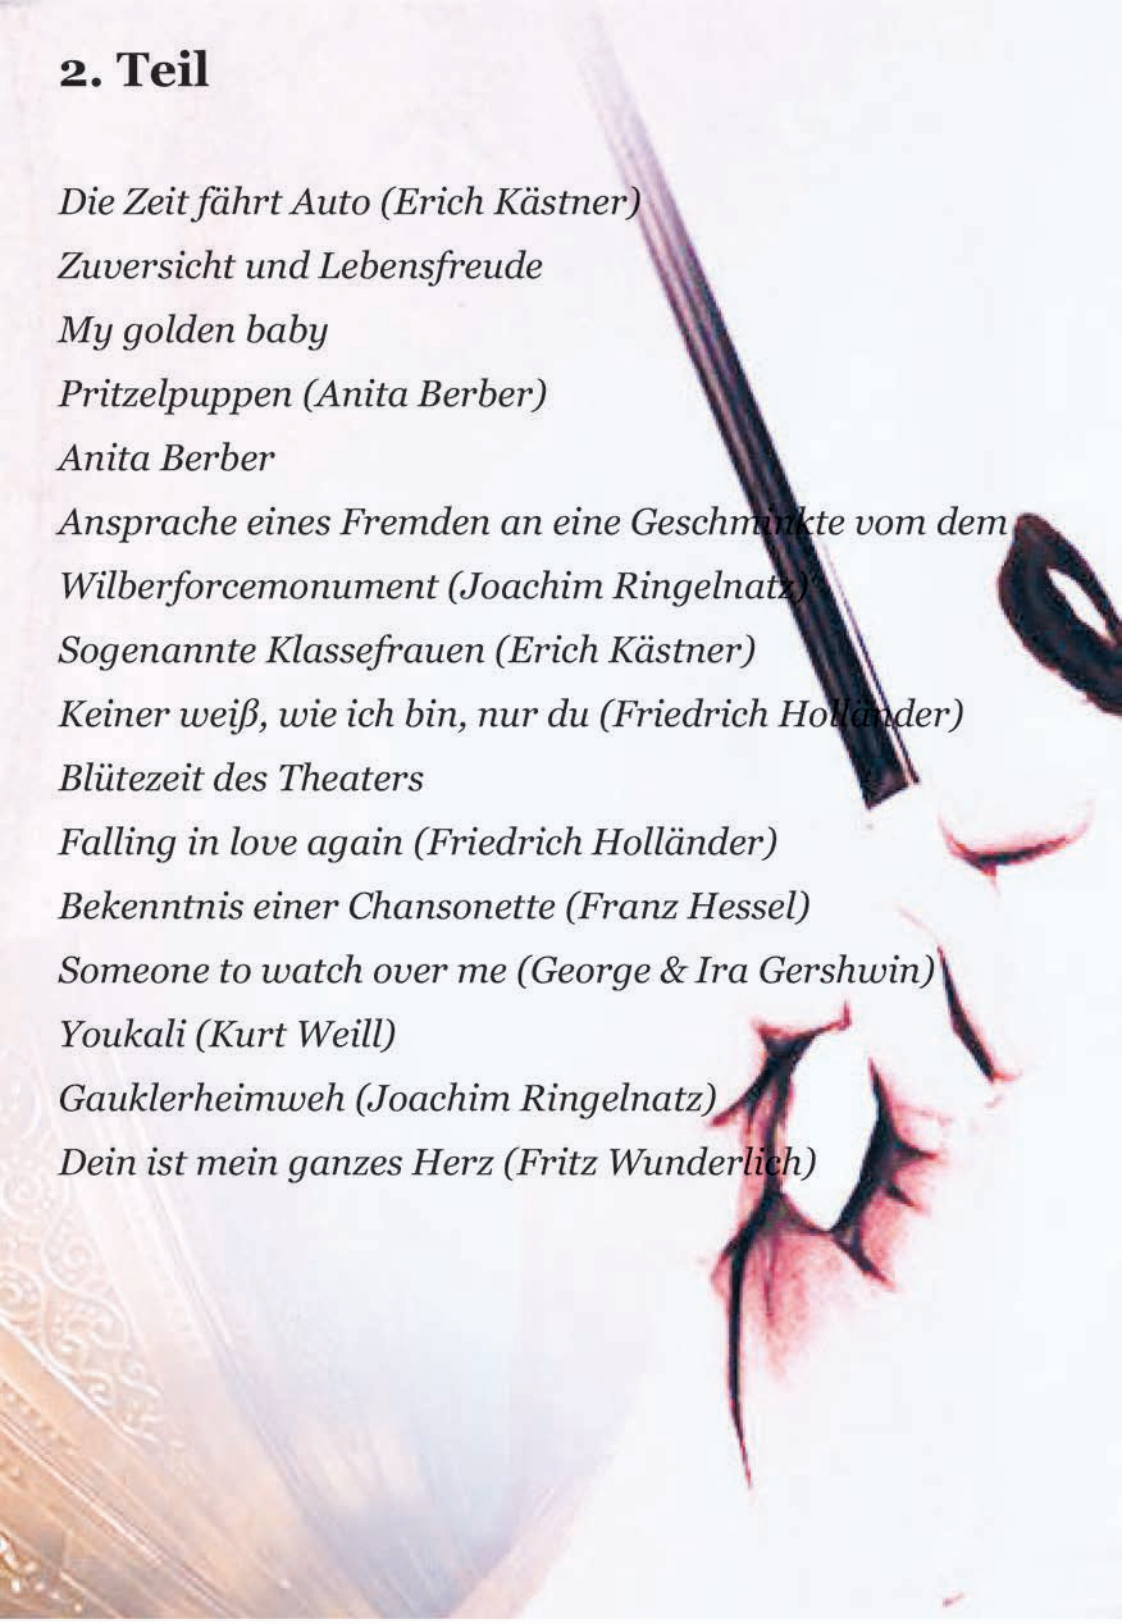 2. Teil
Die Zeit fährt Auto (Erich Kästner)
Zuversicht und Lebensfreude
My golden baby
Pritzelpuppen (Anita Berber)
Anita Berber
Ansprache eines Fremden an eine Geschminkte vom dem
Wilberforcemonument (Joachim Ringelnatz)
Sogenannte Klassefrauen (Erich Kästner)
Keiner weiß, wie ich bin, nur du (Friedrich Holländer)
Blütezeit des Theaters
Falling in love again (Friedrich Holländer)
Bekenntnis einer Chansonette (Franz Hessel)
Someone to watch over me (George & Ira Gershwin)
Youkali (Kurt Weill)
Gauklerheimweh (Joachim Ringelnatz)
Dein ist mein ganzes Herz (Fritz Wunderlich)